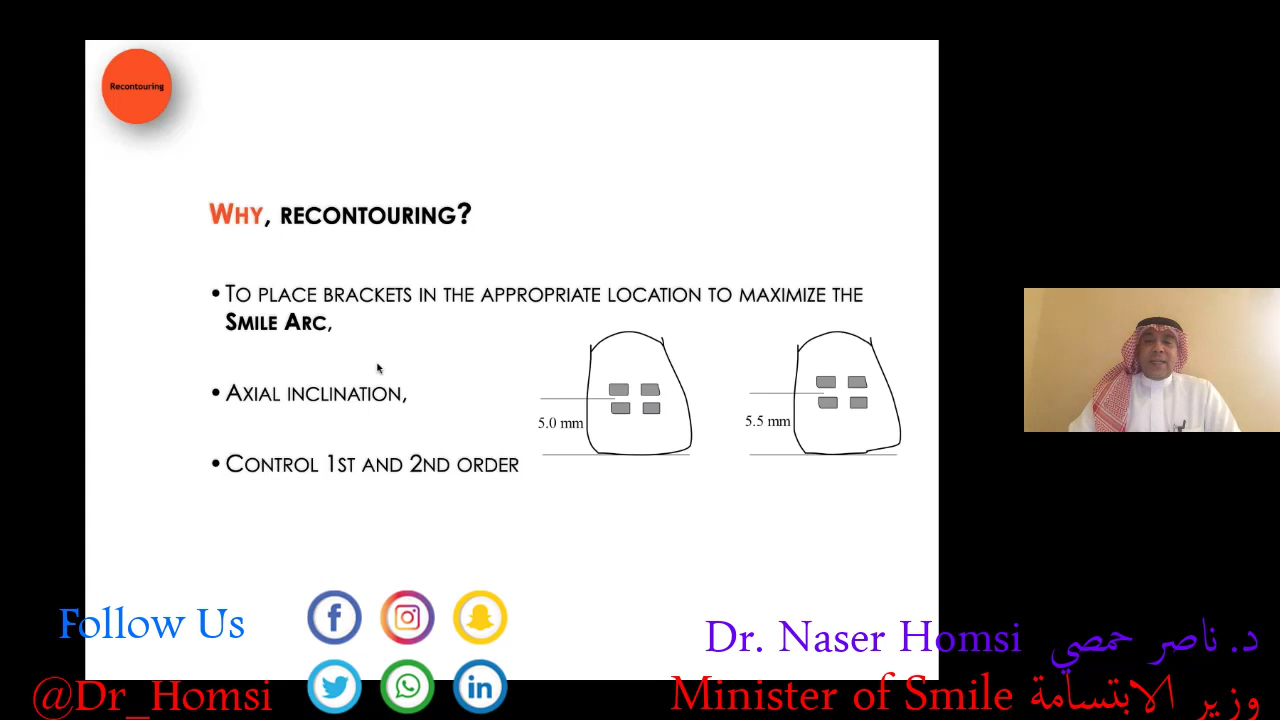 Recontouring
Why, recontouring?
• To place brackets in the appropriate location to maximize the
Smile Arc,
• Axial inclination,
• Control 1st and 2nd order
5.0 mm
5.5 mm
Follow Us
@Dr_Homsi
Dr. Naser Homsi د. ناصر حمصي
Minister of Smile وزير الابتسامة